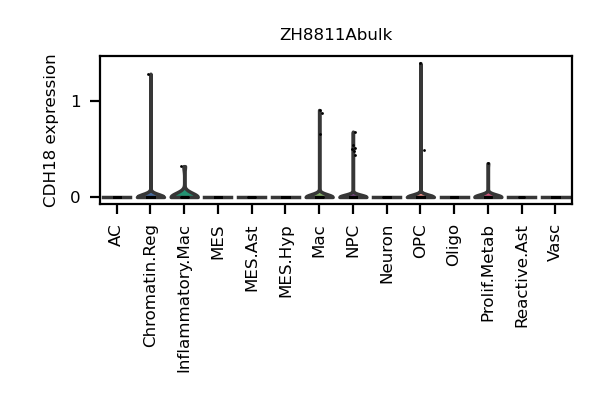 ZH8811Abulk
CDH18 expression
1
0
AC
Chromatin.Reg
Inflammatory.Mac
MES
MES.Ast
MES.Hyp
Mac
NPC
Neuron
OPC
Oligo
Prolif.Metab
Reactive.Ast
Vasc